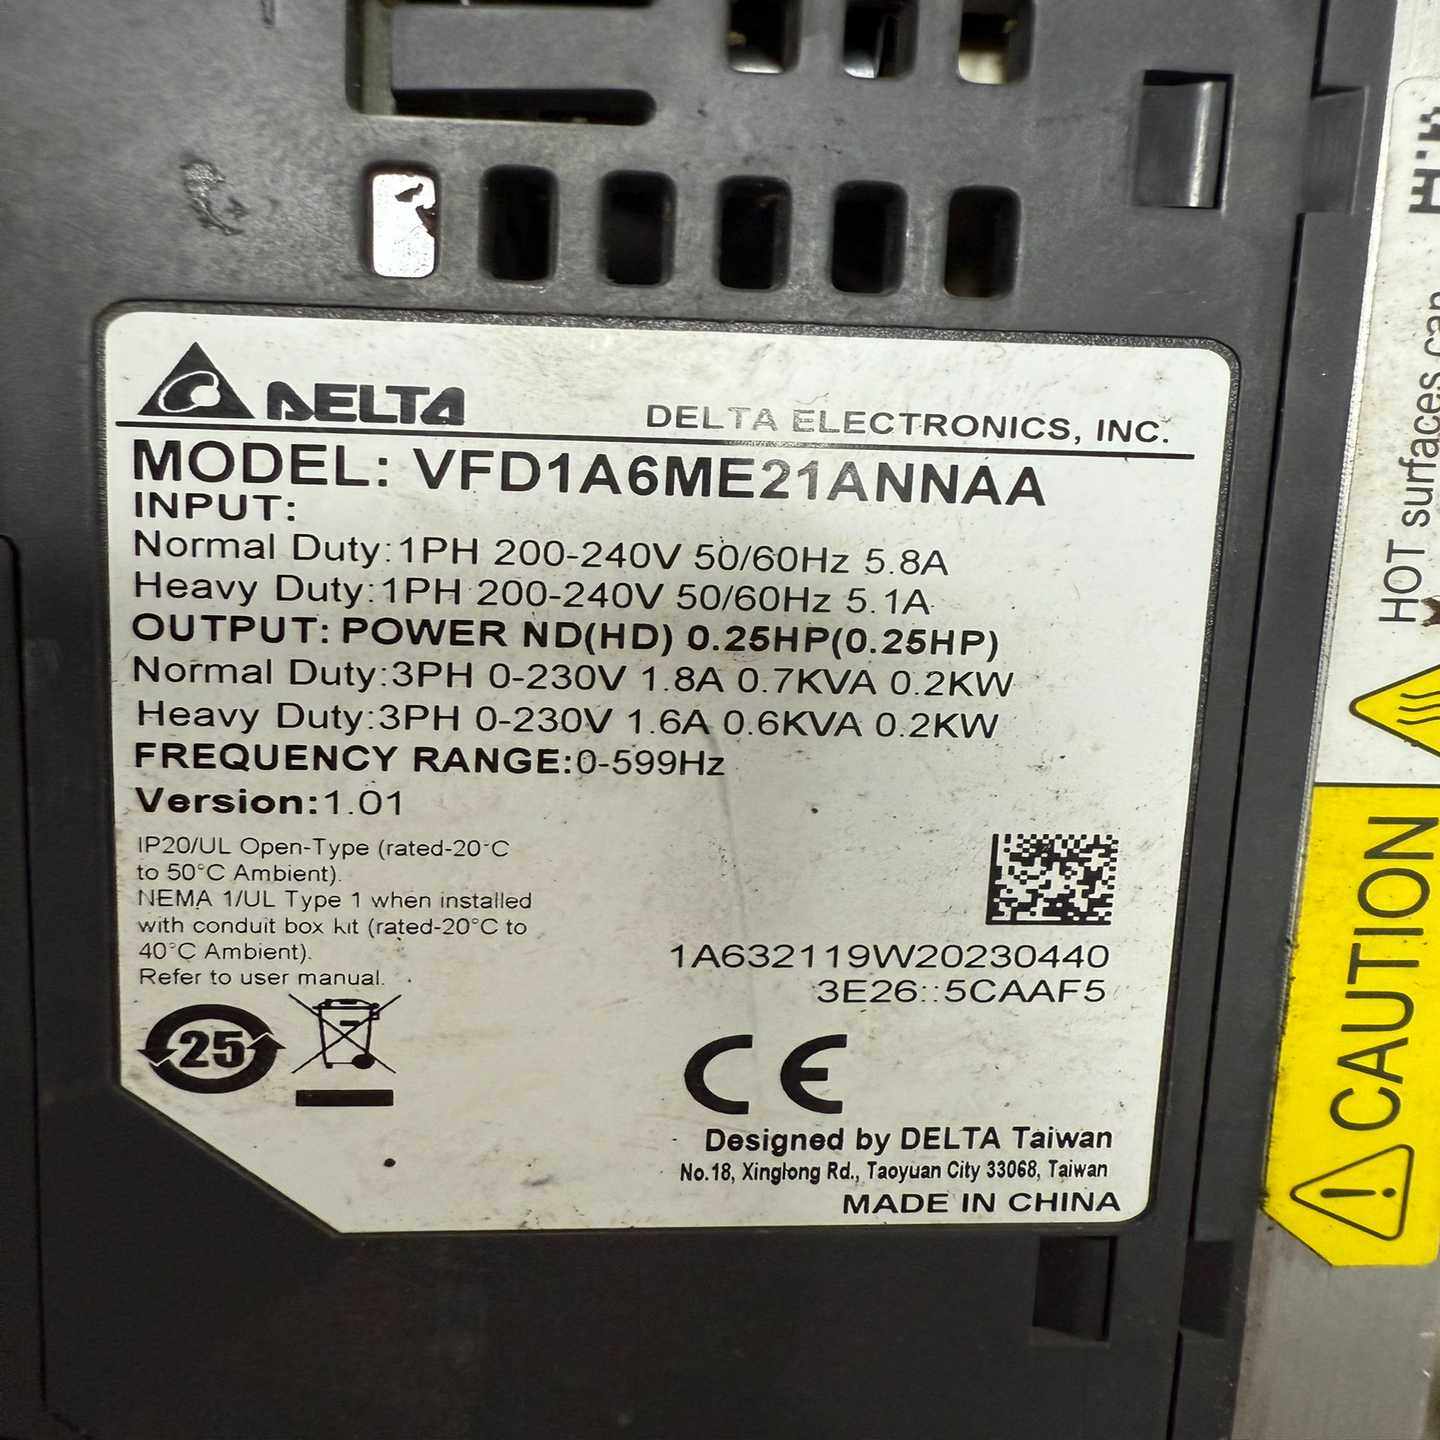 DELTA
DELTA ELECTRONICS, INC.
MODEL: VFD1A6ME21ANNAA
INPUT:
Normal Duty:1PH 200-240V 50/60Hz 5.8A
Heavy Duty:1PH 200-240V 50/60Hz 5.1A
OUTPUT: POWER ND(HD) 0.25HP(0.25HP)
Normal Duty:3PH 0-230V 1.8A 0.7KVA 0.2KW
Heavy Duty:3PH 0-230V 1.6A 0.6KVA 0.2KW
FREQUENCY RANGE:0-599Hz
Version:1.01
IP20/UL Open-Type (rated-20°C
to 50°C Ambient).
NEMA 1/UL Type 1 when installed
with conduit box kit (rated-20°C to
40°C Ambient).
Refer to user manual.
1A632119W20230440
3E26::5CAAF5
25
CE
Designed by DELTA Taiwan
No.18, Xinglong Rd., Taoyuan City 33068, Taiwan
MADE IN CHINA
HOT surfaces can
CAUTION